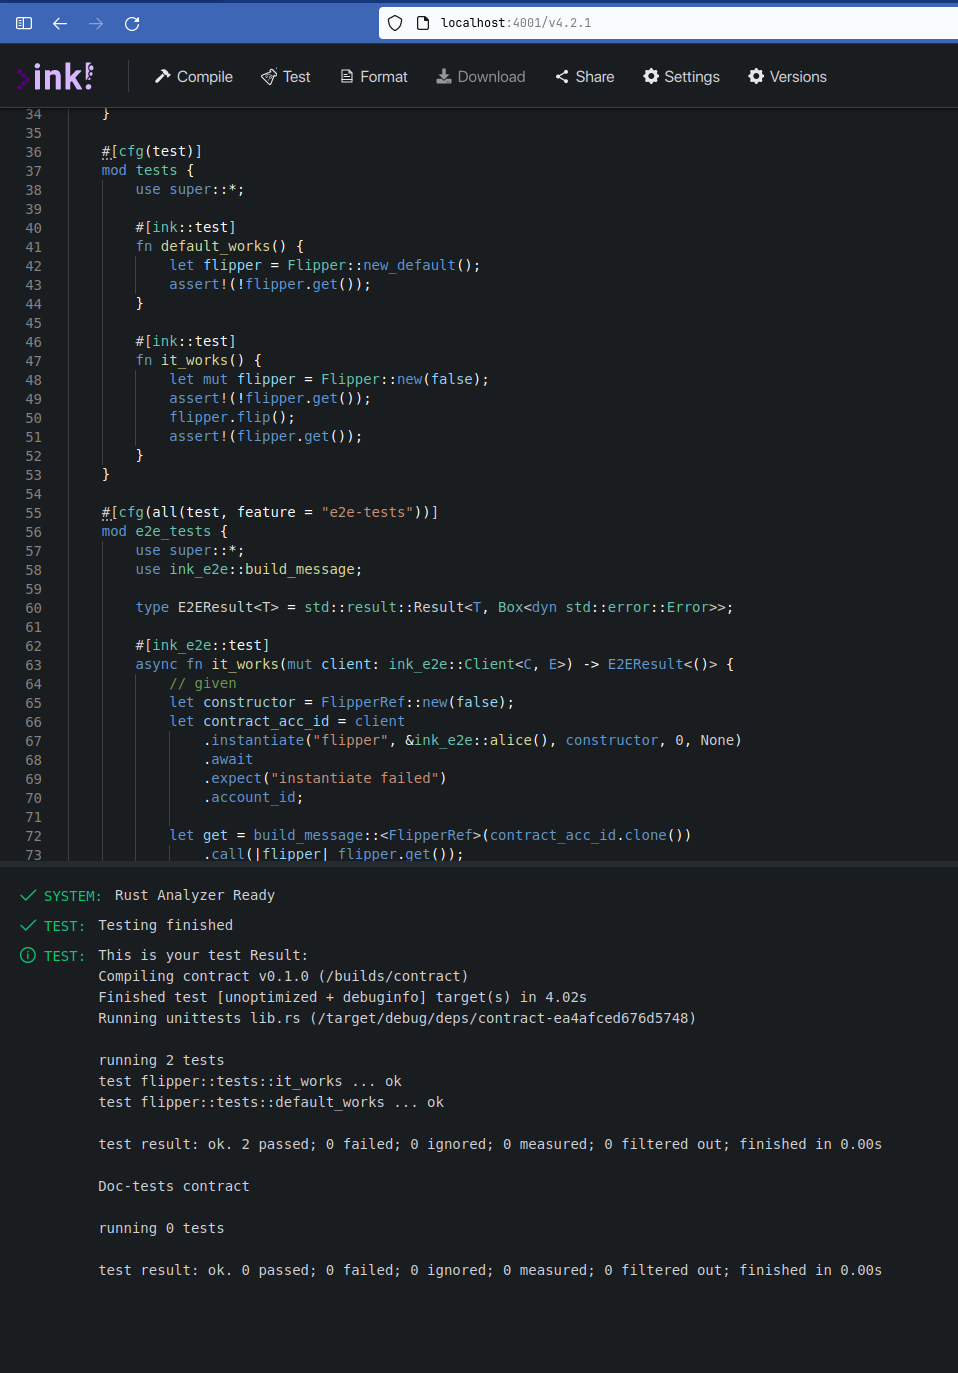 localhost:4001/v4.2.1
ink!
Compile
Test
Format
Download
Share
Settings
Versions
34 }
35
36 #[cfg(test)]
37 mod tests {
38 use super::*;
39
40 #[ink::test]
41 fn default_works() {
42 let flipper = Flipper::new_default();
43 assert!(!flipper.get());
44 }
45
46 #[ink::test]
47 fn it_works() {
48 let mut flipper = Flipper::new(false);
49 assert!(!flipper.get());
50 flipper.flip();
51 assert!(flipper.get());
52 }
53 }
54
55 #[cfg(all(test, feature = "e2e-tests"))]
56 mod e2e_tests {
57 use super::*;
58 use ink_e2e::build_message;
59
60 type E2EResult<T> = std::result::Result<T, Box<dyn std::error::Error>>;
61
62 #[ink_e2e::test]
63 async fn it_works(mut client: ink_e2e::Client<C, E>) -> E2EResult<()> {
64 // given
65 let constructor = FlipperRef::new(false);
66 let contract_acc_id = client
67 .instantiate("flipper", &ink_e2e::alice(), constructor, 0, None)
68 .await
69 .expect("instantiate failed")
70 .account_id;
71
72 let get = build_message::<FlipperRef>(contract_acc_id.clone())
73 .call(|flipper| flipper.get());
SYSTEM: Rust Analyzer Ready
TEST: Testing finished
TEST: This is your test Result:
Compiling contract v0.1.0 (/builds/contract)
Finished test [unoptimized + debuginfo] target(s) in 4.02s
Running unittests lib.rs (/target/debug/deps/contract-ea4afced676d5748)
running 2 tests
test flipper::tests::it_works ... ok
test flipper::tests::default_works ... ok
test result: ok. 2 passed; 0 failed; 0 ignored; 0 measured; 0 filtered out; finished in 0.00s
Doc-tests contract
running 0 tests
test result: ok. 0 passed; 0 failed; 0 ignored; 0 measured; 0 filtered out; finished in 0.00s